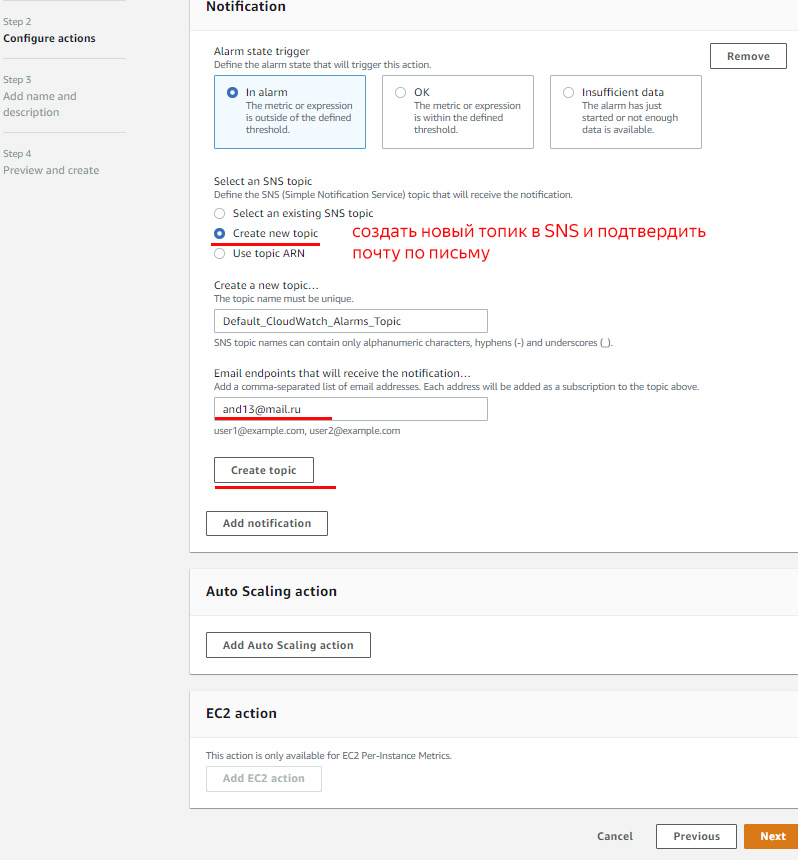 Notification
Step 2
Configure actions
Step 3
Add name and
description
Step 4
Preview and create
Alarm state trigger
Define the alarm state that will trigger this action.
Remove
In alarm
The metric or expression
is outside of the defined
threshold.
OK
The metric or expression
is within the defined
threshold.
Insufficient data
The alarm has just
started or not enough
data is available.
Select an SNS topic
Define the SNS (Simple Notification Service) topic that will receive the notification.
Select an existing SNS topic
Create new topic
Use topic ARN
создать новый топик в SNS и подтвердить
почту по письму
Create a new topic...
The topic name must be unique.
Default_CloudWatch_Alarms_Topic
SNS topic names can contain only alphanumeric characters, hyphens (-) and underscores (_).
Email endpoints that will receive the notification...
Add a comma-separated list of email addresses. Each address will be added as a subscription to the topic above.
and13@mail.ru
user1@example.com, user2@example.com
Create topic
Add notification
Auto Scaling action
Add Auto Scaling action
EC2 action
This action is only available for EC2 Per-Instance Metrics.
Add EC2 action
Cancel
Previous
Next